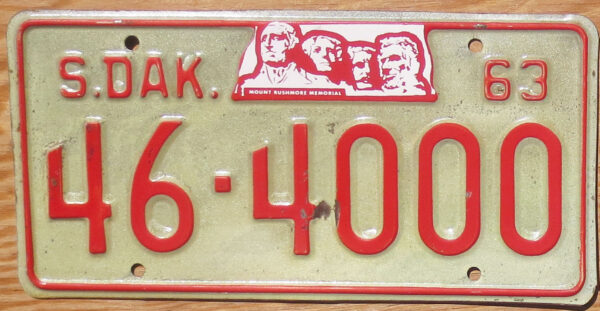 S.DAK. 63
MOUNT RUSHMORE MEMORIAL
46·4000